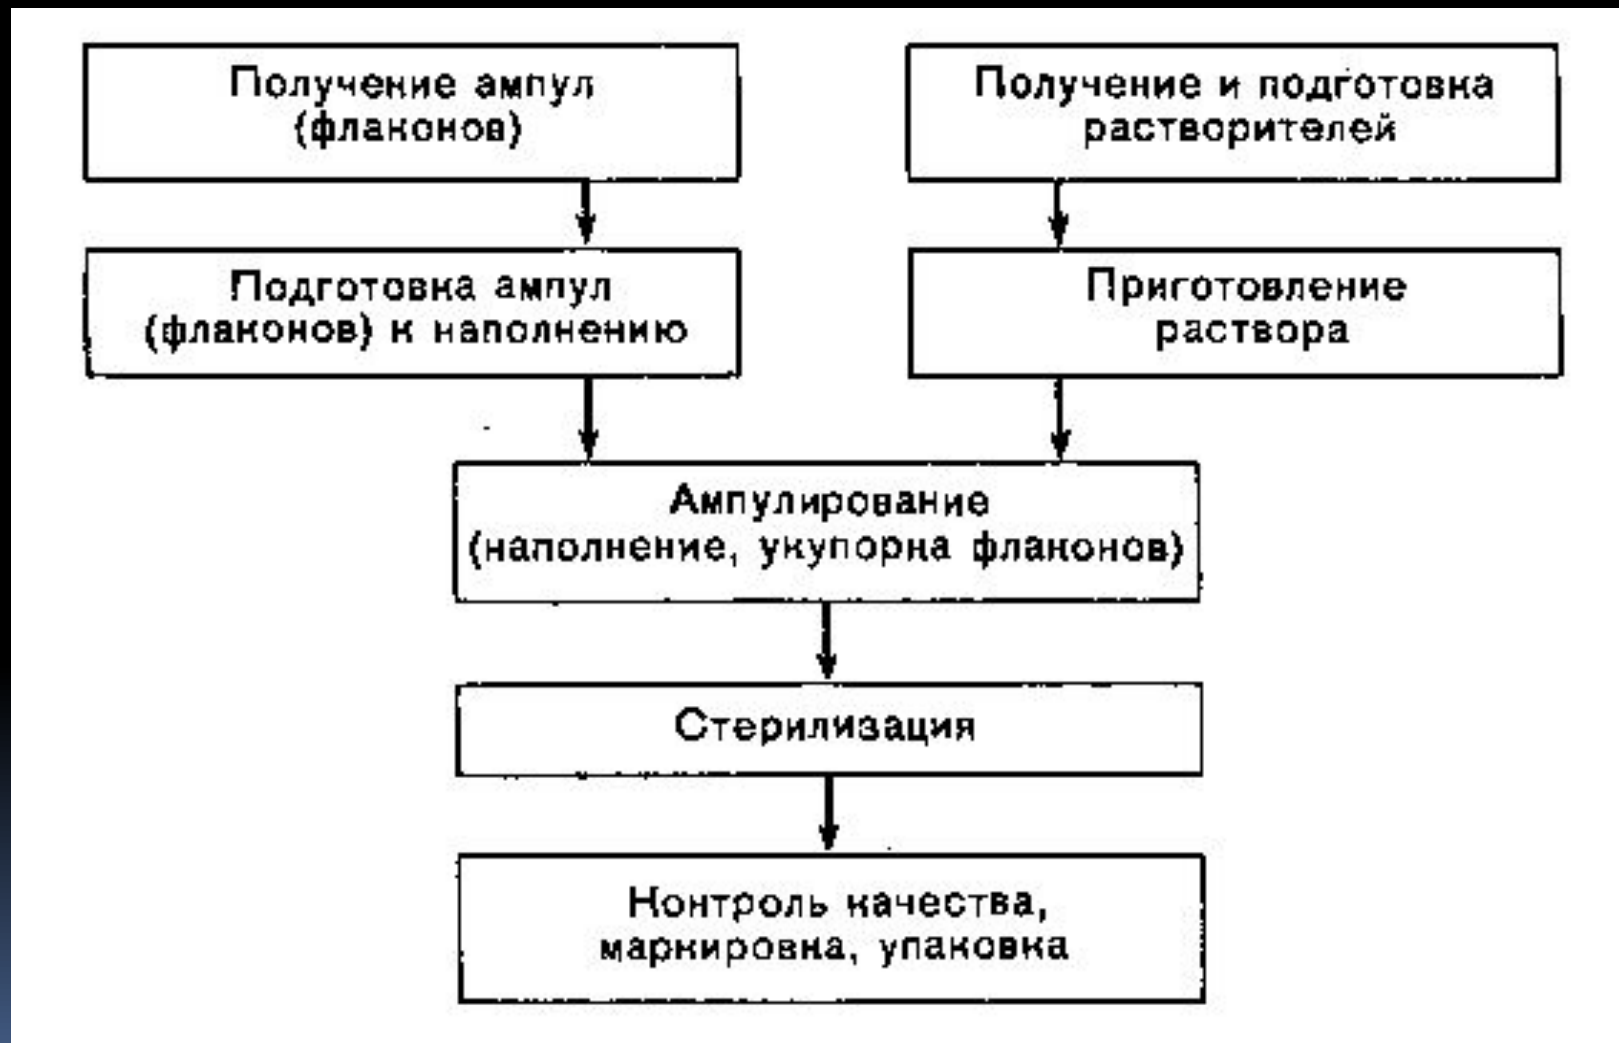 Получение ампул
(флаконов)
Получение и подготовка
растворителей
Подготовка ампул
(флаконов) к наполнению
Приготовление
раствора
Ампулирование
(наполнение, укупорка флаконов)
Стерилизация
Контроль качества,
маркировка, упаковка